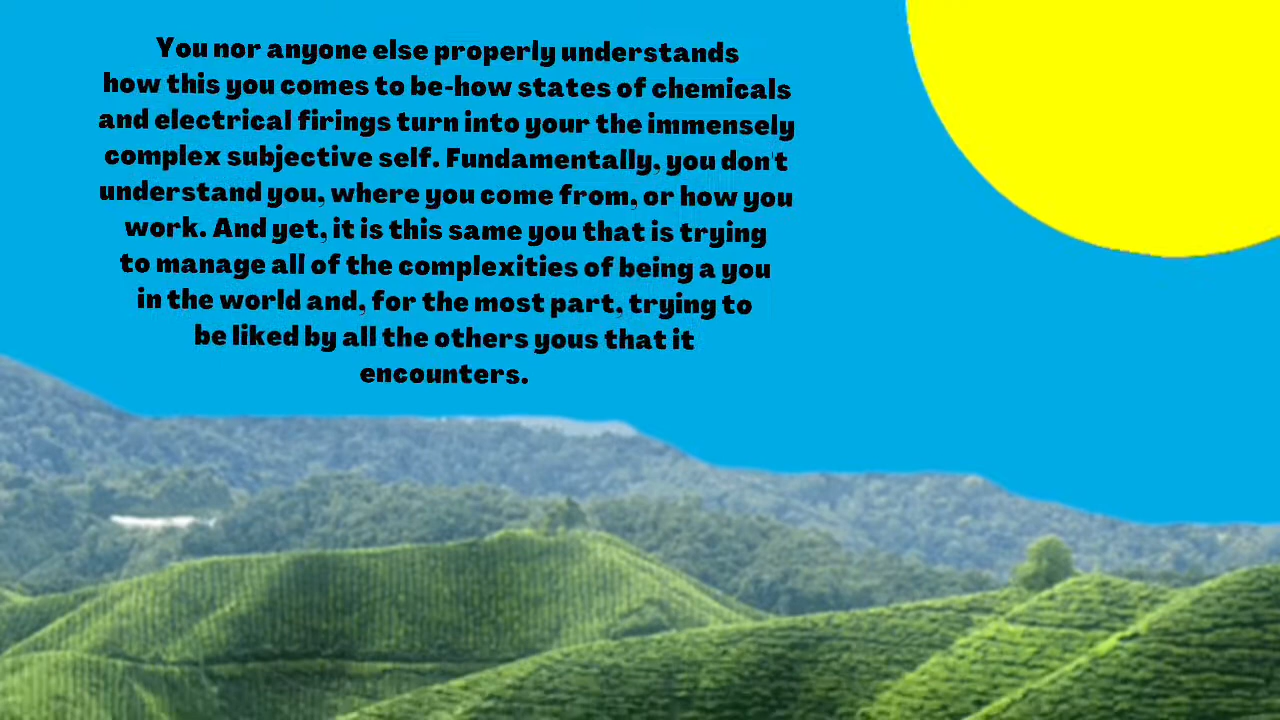 You nor anyone else properly understands
how this you comes to be-how states of chemicals
and electrical firings turn into your the immensely
complex subjective self. Fundamentally, you don't
understand you, where you come from, or how you
work. And yet, it is this same you that is trying
to manage all of the complexities of being a you
in the world and, for the most part, trying to
be liked by all the others yous that it
encounters.